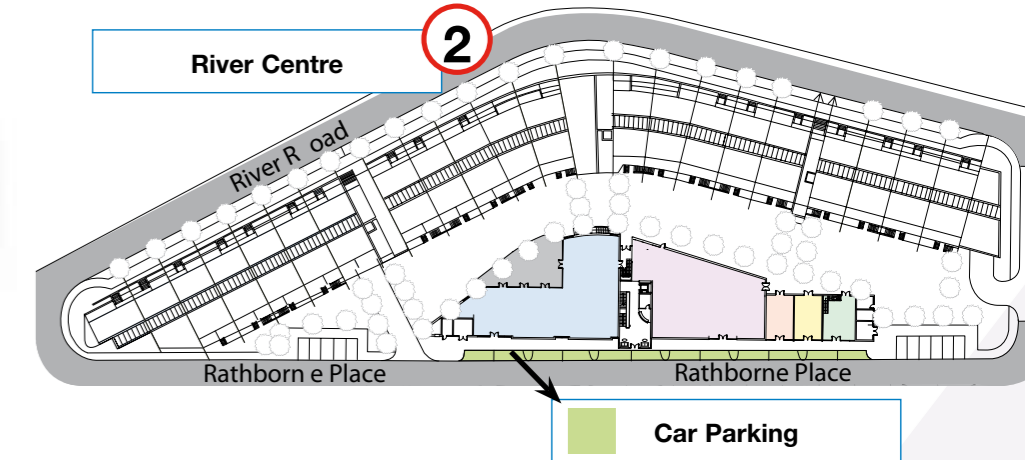 2
River Centre
River R oad
Rathborn e Place
Rathborne Place
Car Parking